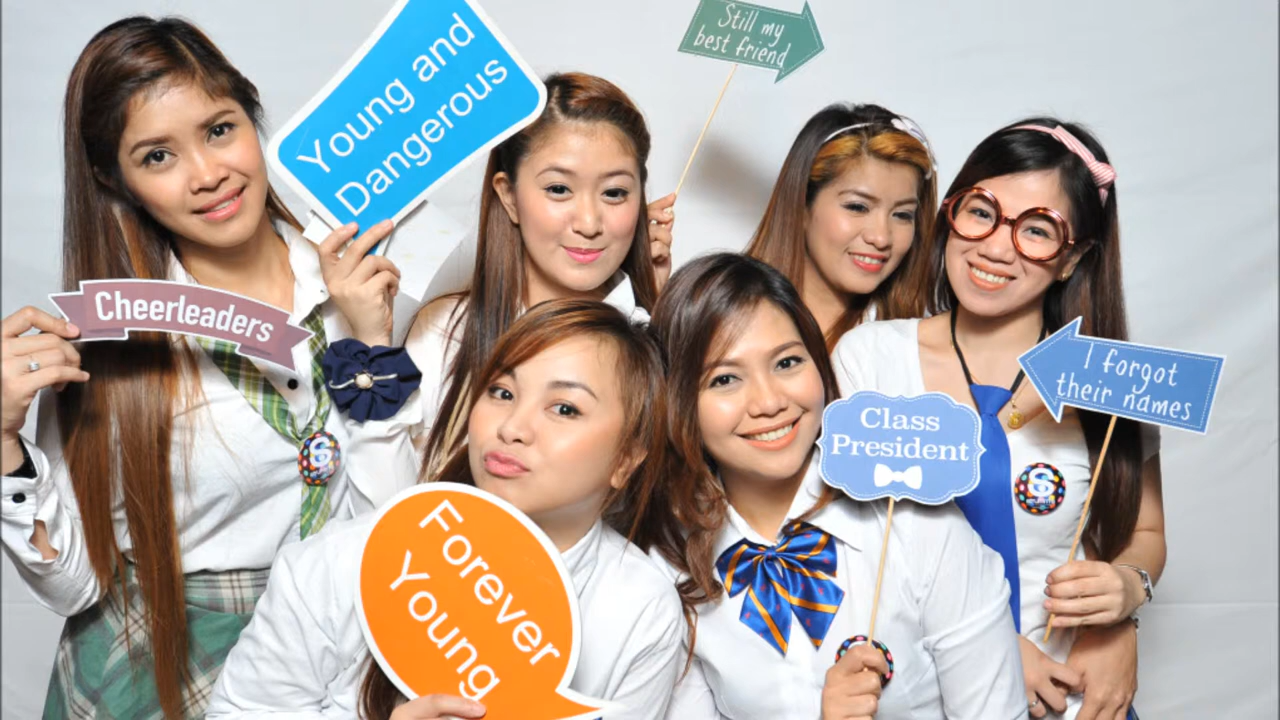 Young and
Dangerous
Still my
best friend
Cheerleaders
I forgot
their names
Class
President
Forever
Young